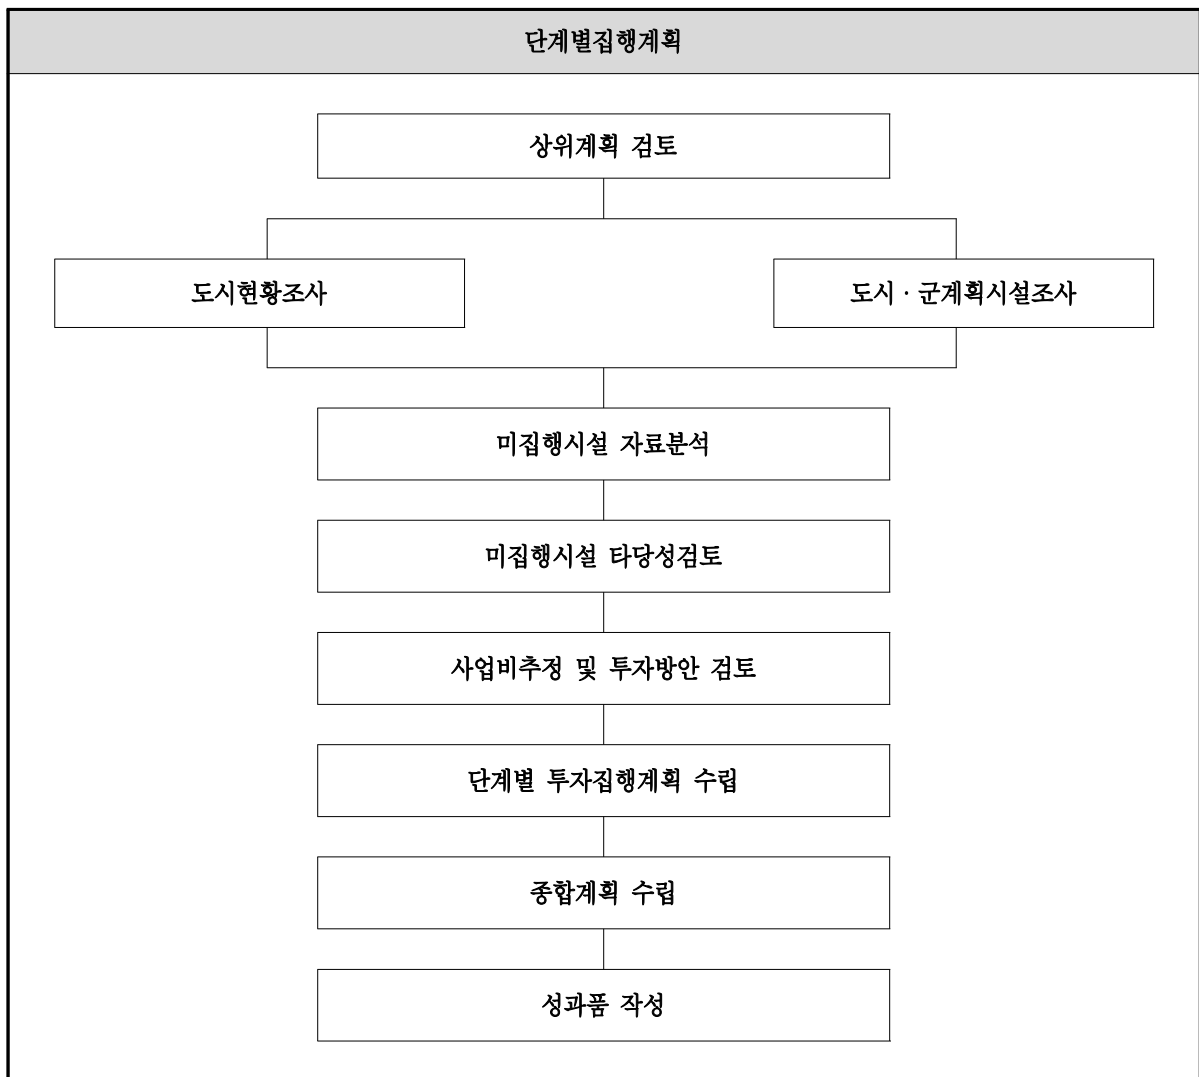 단계별집행계획
상위계획 검토
도시현황조사
도시·군계획시설조사
미집행시설 자료분석
미집행시설 타당성검토
사업비추정 및 투자방안 검토
단계별 투자집행계획 수립
종합계획 수립
성과품 작성